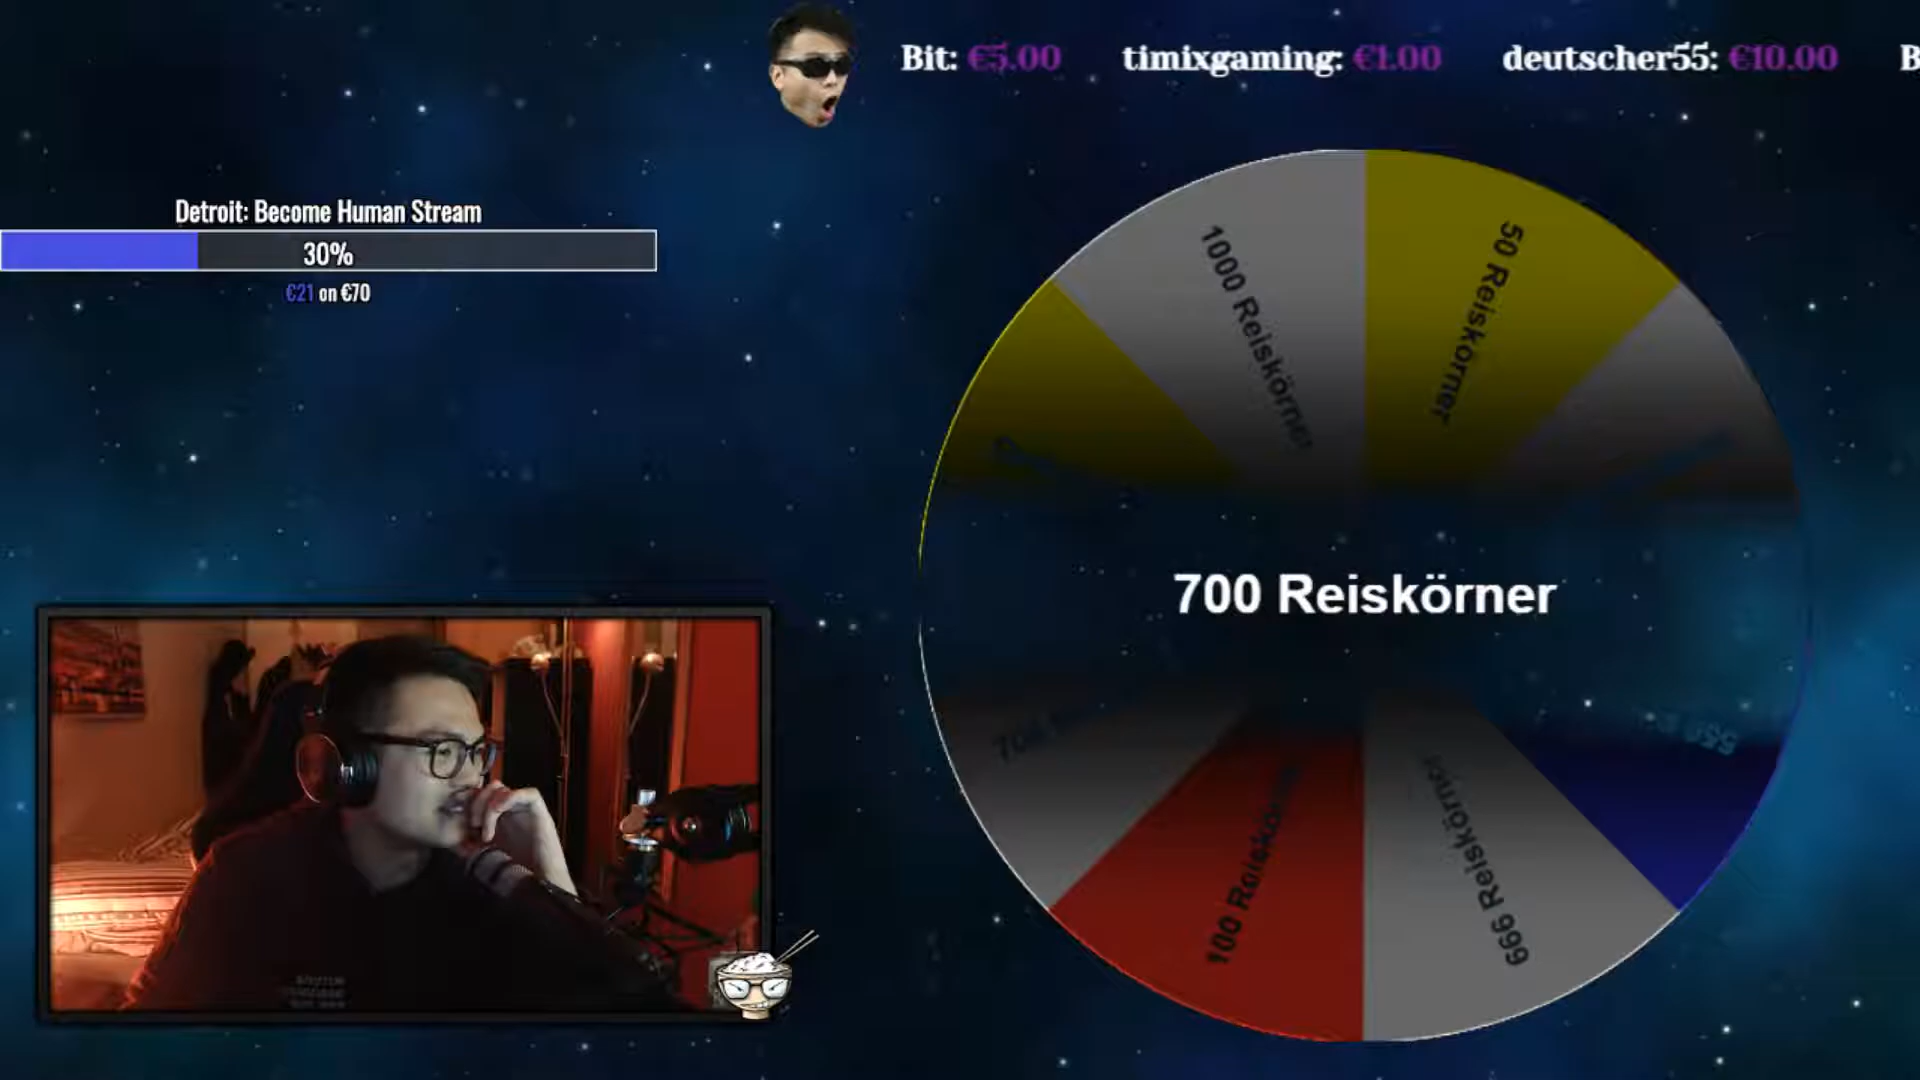 Bit: €5.00 timixgaming: €1.00 deutscher55: €10.00 B
Detroit: Become Human Stream
30%
€21 on €70
1000 Reiskörner
50 Reiskörner
700 Reiskörner
100 Reiskörner
666 Reiskörner